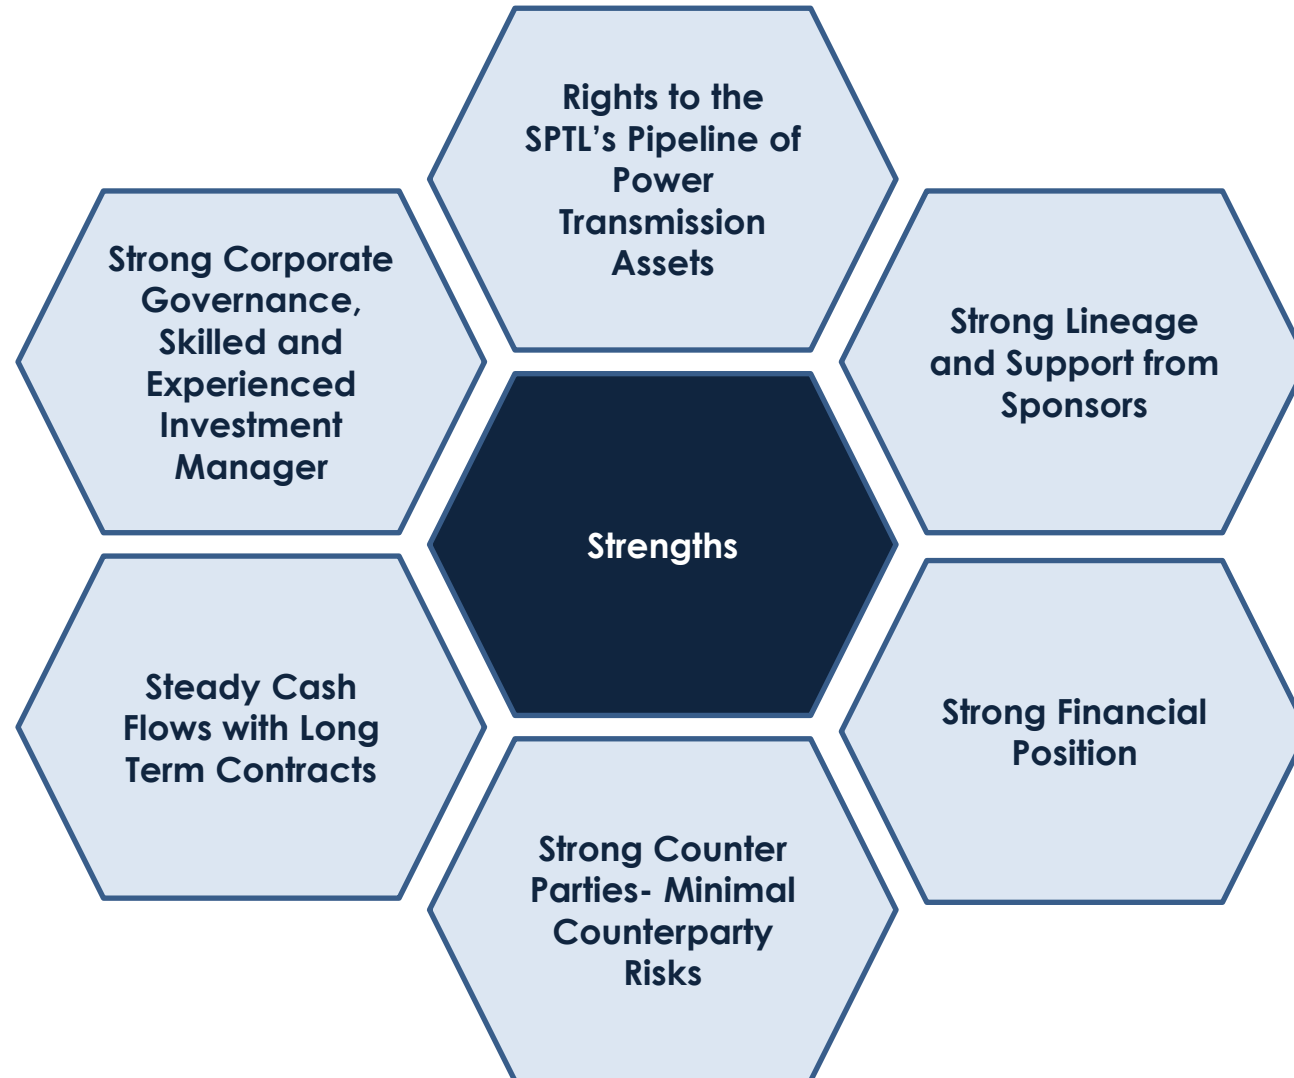 Rights to the
SPTL’s Pipeline of
Power
Transmission
Assets
Strong Corporate
Governance,
Skilled and
Experienced
Investment
Manager
Strong Lineage
and Support from
Sponsors
Strengths
Steady Cash
Flows with Long
Term Contracts
Strong Financial
Position
Strong Counter
Parties- Minimal
Counterparty
Risks